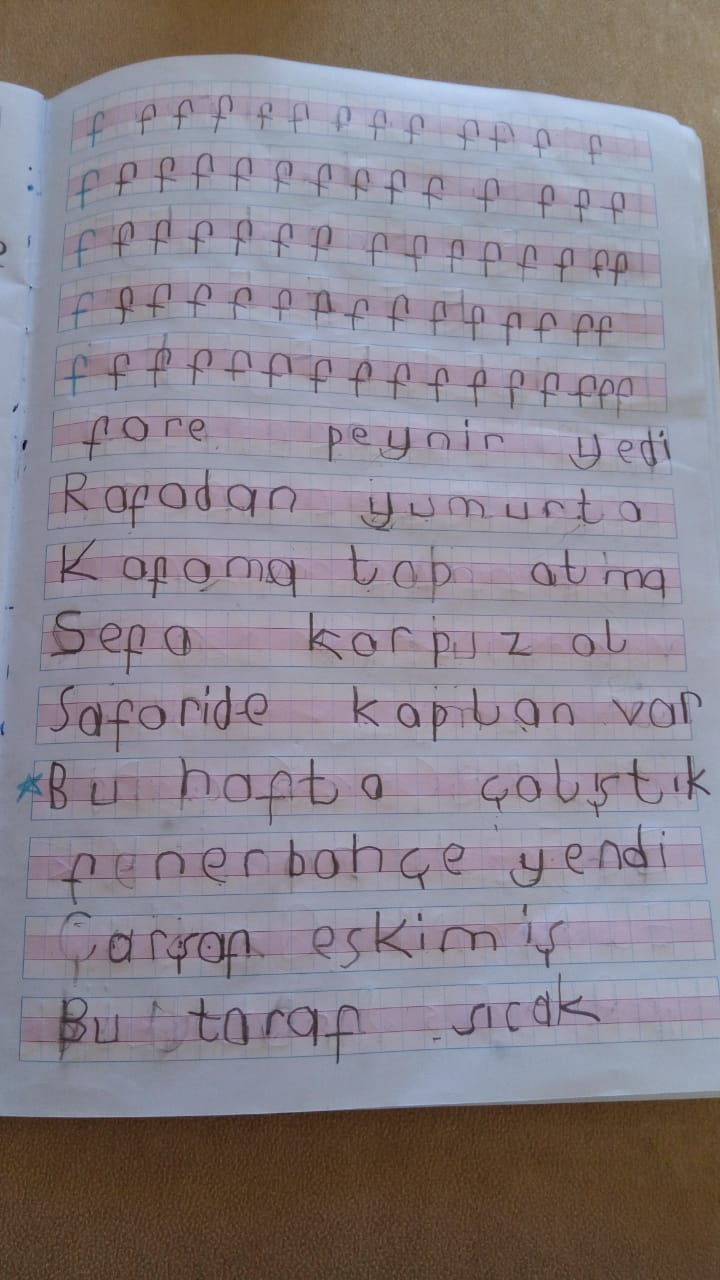 f f f f f f f f f f f f f
f f f f f f f f f f f f f f
f f f f f f f f f f f f f f f
f f f f f f f f f f f f f f f
f f f f f f f f f f f f f f f
fare peynir yedi
Rafadan yumurta
Kafama top atma
Sefa karpuz al
Safaride kaplan var
Bu hafta çalıştık
fenerbahçe yendi
Çarşaf eskimiş
Bu taraf sıcak